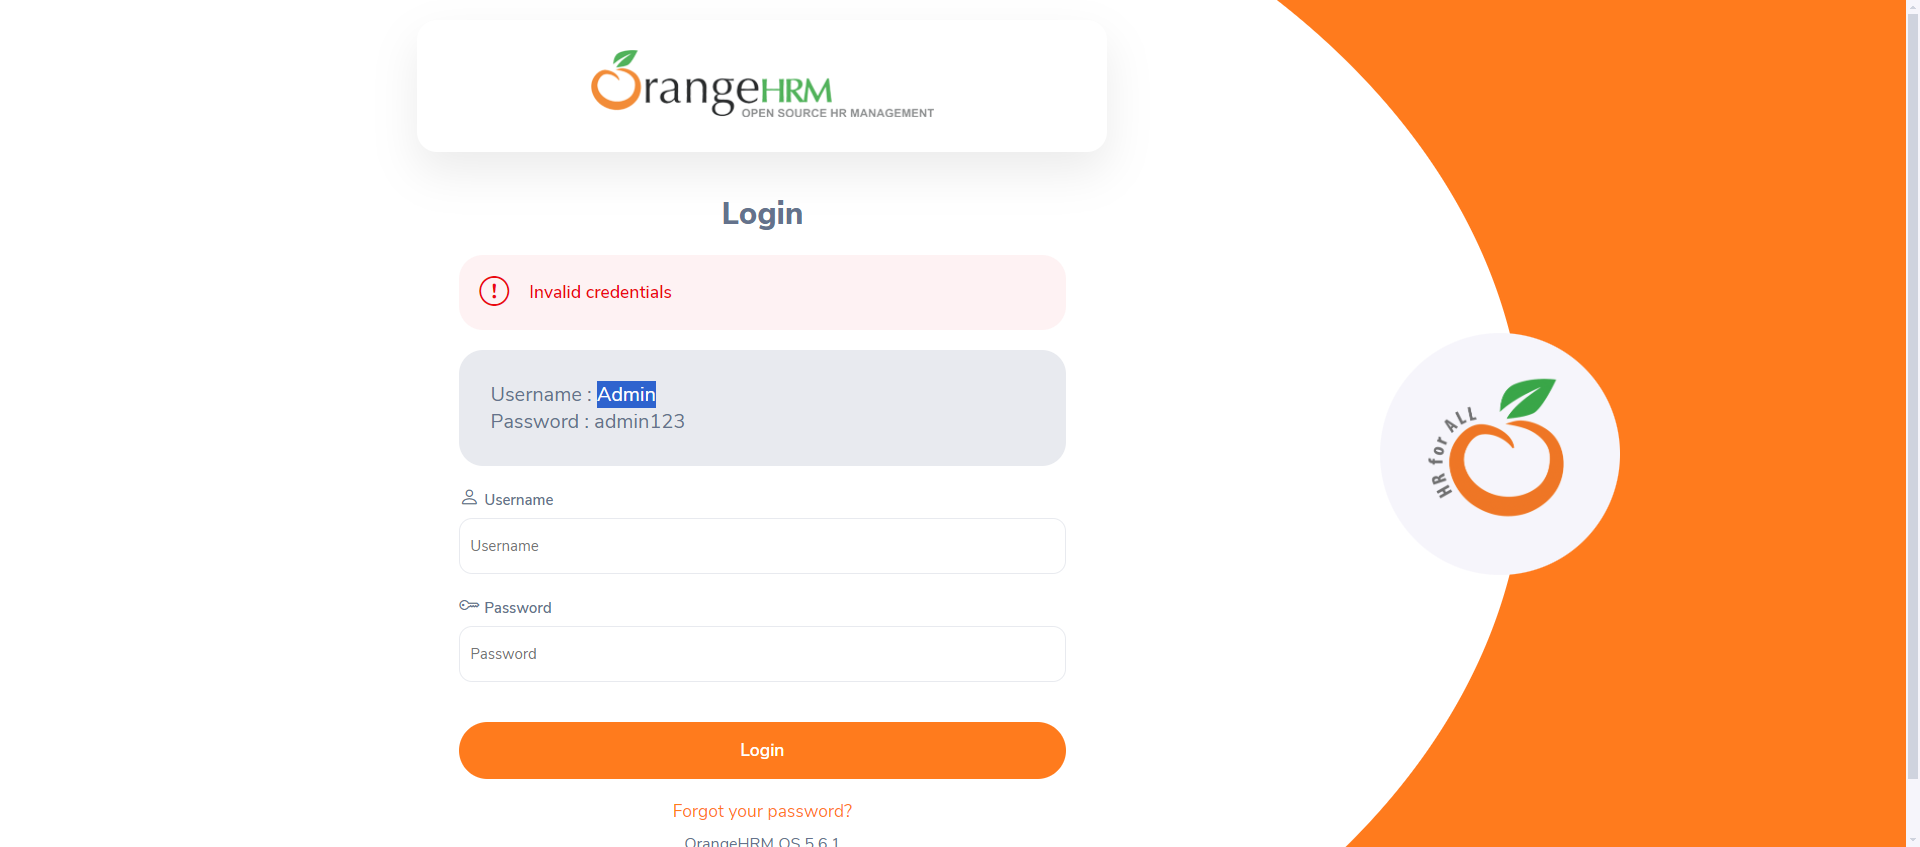 OrangeHRM
OPEN SOURCE HR MANAGEMENT
Login
Invalid credentials
Username : Admin
Password : admin123
Username
Username
Password
Password
Login
Forgot your password?
OrangeHRM OS 5.6.1
HR for ALL